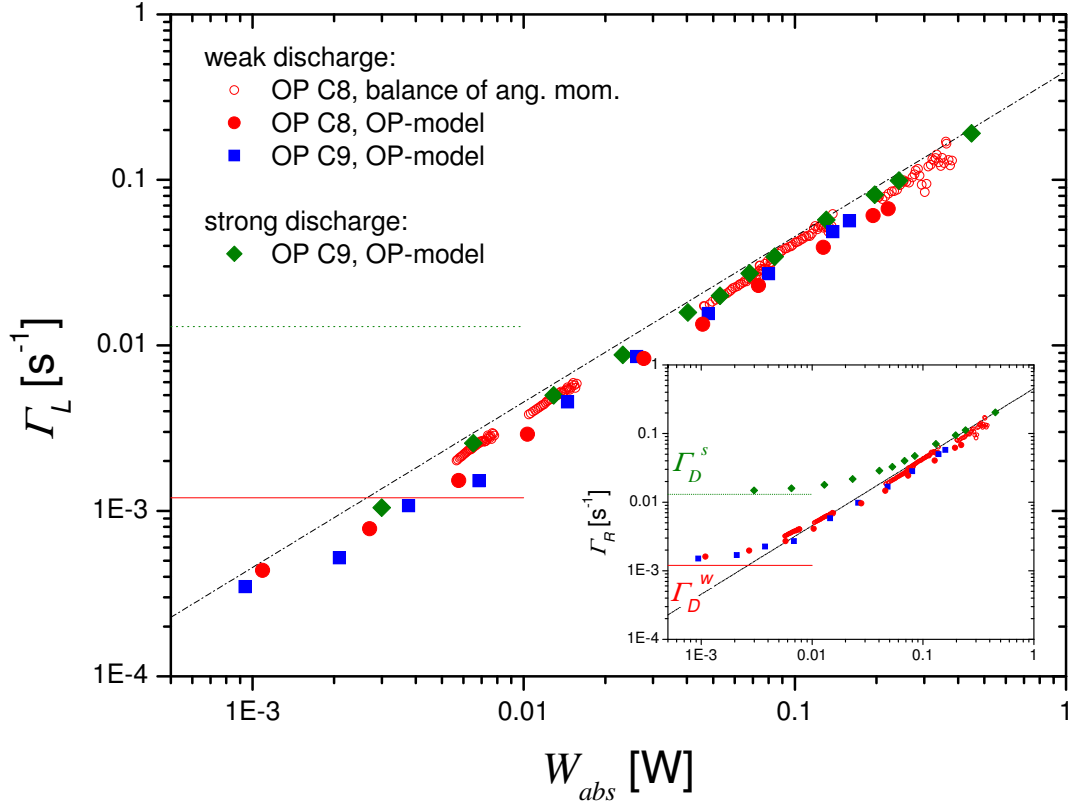 1
0.1
0.01
1E-3
1E-4
Γ_L [s⁻¹]
weak discharge:
OP C8, balance of ang. mom.
OP C8, OP-model
OP C9, OP-model
strong discharge:
OP C9, OP-model
1E-3
0.01
0.1
1
W_abs [W]
1
0.1
0.01
1E-3
1E-4
Γ_R [s⁻¹]
Γ_D^s
Γ_D^w
1E-3
0.01
0.1
1